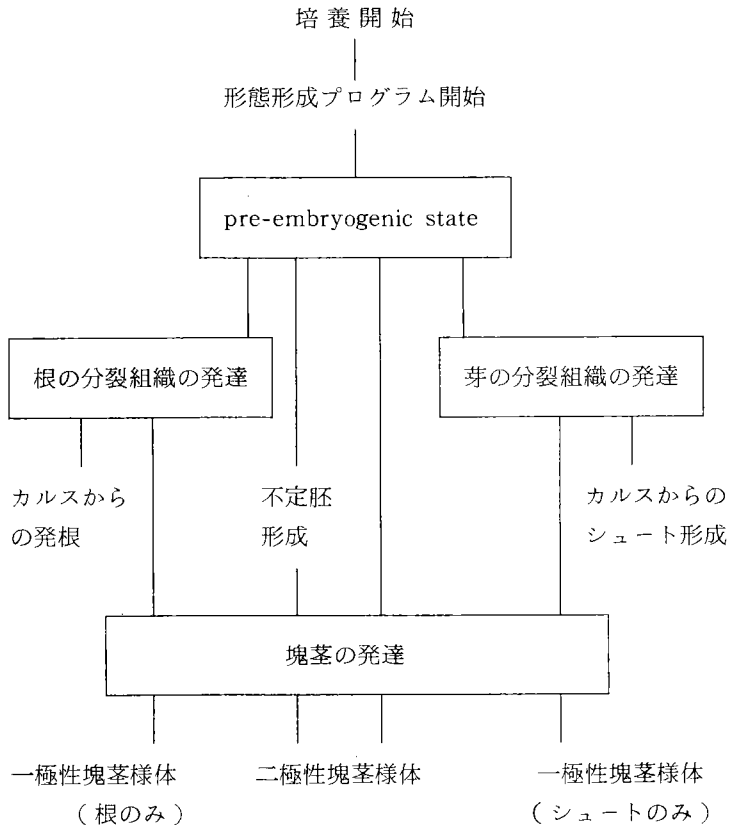 培養開始
形態形成プログラム開始
pre-embryogenic state
根の分裂組織の発達
芽の分裂組織の発達
カルスから
の発根
不定胚
形成
カルスからの
シュート形成
塊茎の発達
一極性塊茎様体
(根のみ)
二極性塊茎様体
一極性塊茎様体
(シュートのみ)